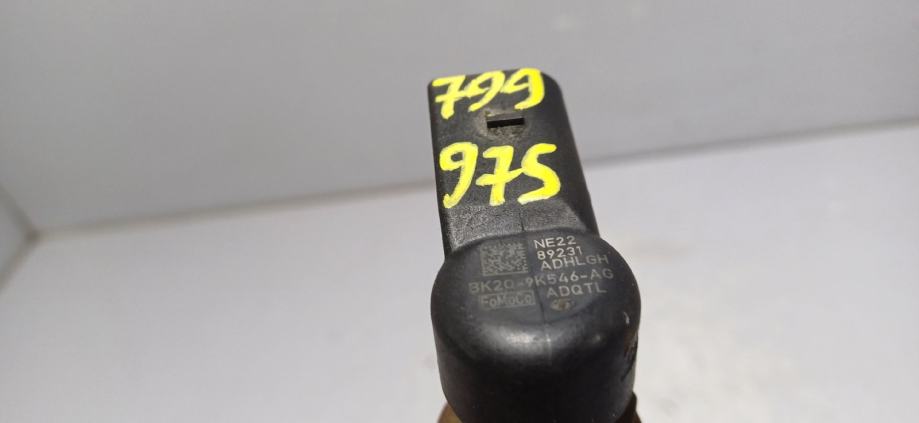 799
975
NE22
89231
ADHLGH
BK2Q-9K546-AG
FoMoCo ADQTL